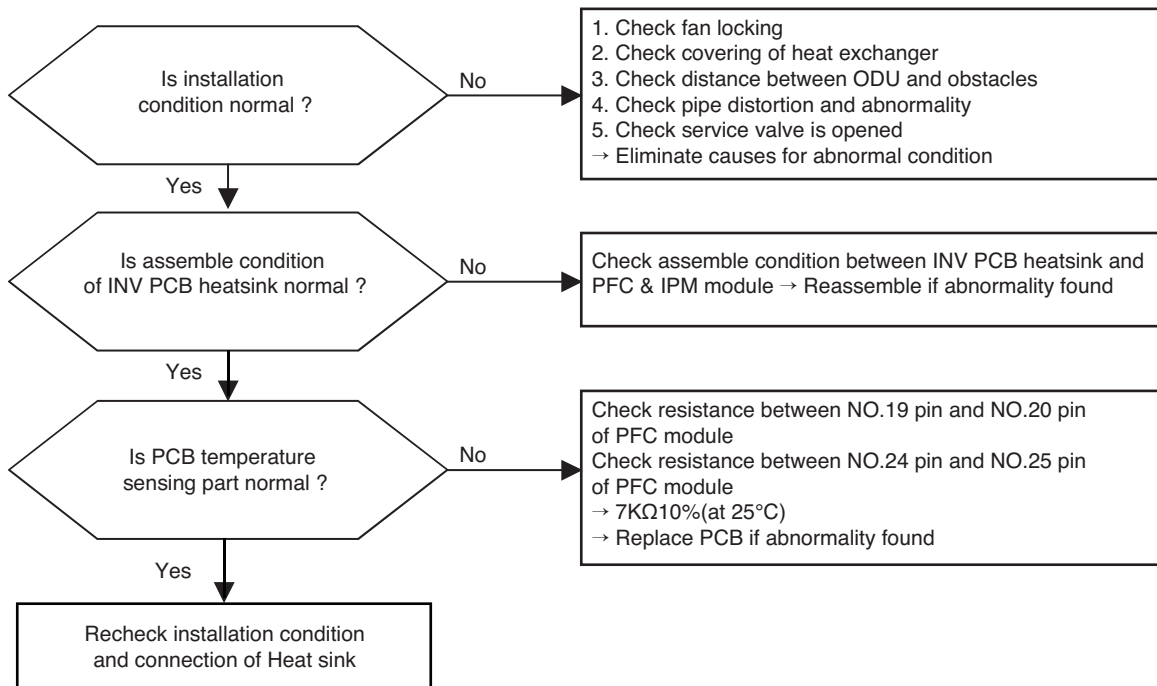 Is installation
condition normal ?
No
1. Check fan locking
2. Check covering of heat exchanger
3. Check distance between ODU and obstacles
4. Check pipe distortion and abnormality
5. Check service valve is opened
→ Eliminate causes for abnormal condition
Yes
Is assemble condition
of INV PCB heatsink normal ?
No
Check assemble condition between INV PCB heatsink and
PFC & IPM module → Reassemble if abnormality found
Yes
Is PCB temperature
sensing part normal ?
No
Check resistance between NO.19 pin and NO.20 pin
of PFC module
Check resistance between NO.24 pin and NO.25 pin
of PFC module
→ 7KΩ10%(at 25°C)
→ Replace PCB if abnormality found
Yes
Recheck installation condition
and connection of Heat sink